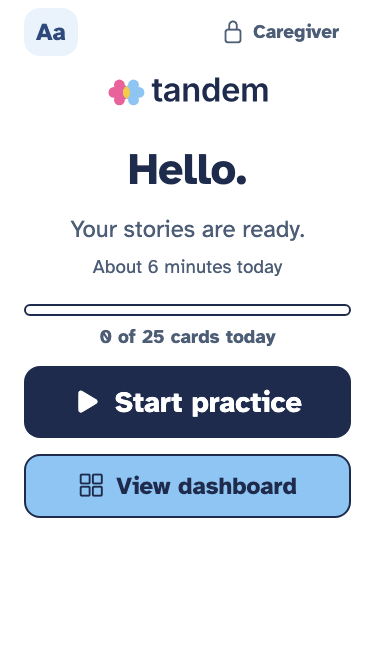 Aa
Caregiver
tandem
Hello.
Your stories are ready.
About 6 minutes today
0 of 25 cards today
Start practice
View dashboard